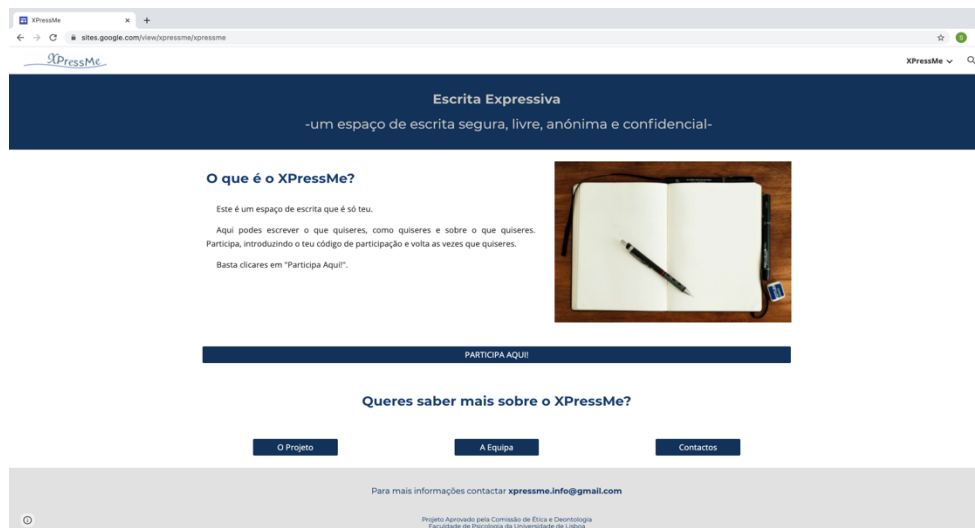 XPressMe
sites.google.com/view/xpressme/xpressme
S
XPressMe
XPressMe
Escrita Expressiva
-um espaço de escrita segura, livre, anónima e confidencial-
O que é o XPressMe?
Este é um espaço de escrita que é só teu.
Aqui podes escrever o que quiseres, como quiseres e sobre o que quiseres.
Participa, introduzindo o teu código de participação e volta as vezes que quiseres.
Basta clicares em "Participa Aqui!".
PARTICIPA AQUI!
Queres saber mais sobre o XPressMe?
O Projeto
A Equipa
Contactos
Para mais informações contactar xpressme.info@gmail.com
Projeto Aprovado pela Comissão de Ética e Deontologia
Faculdade de Psicologia da Universidade de Lisboa